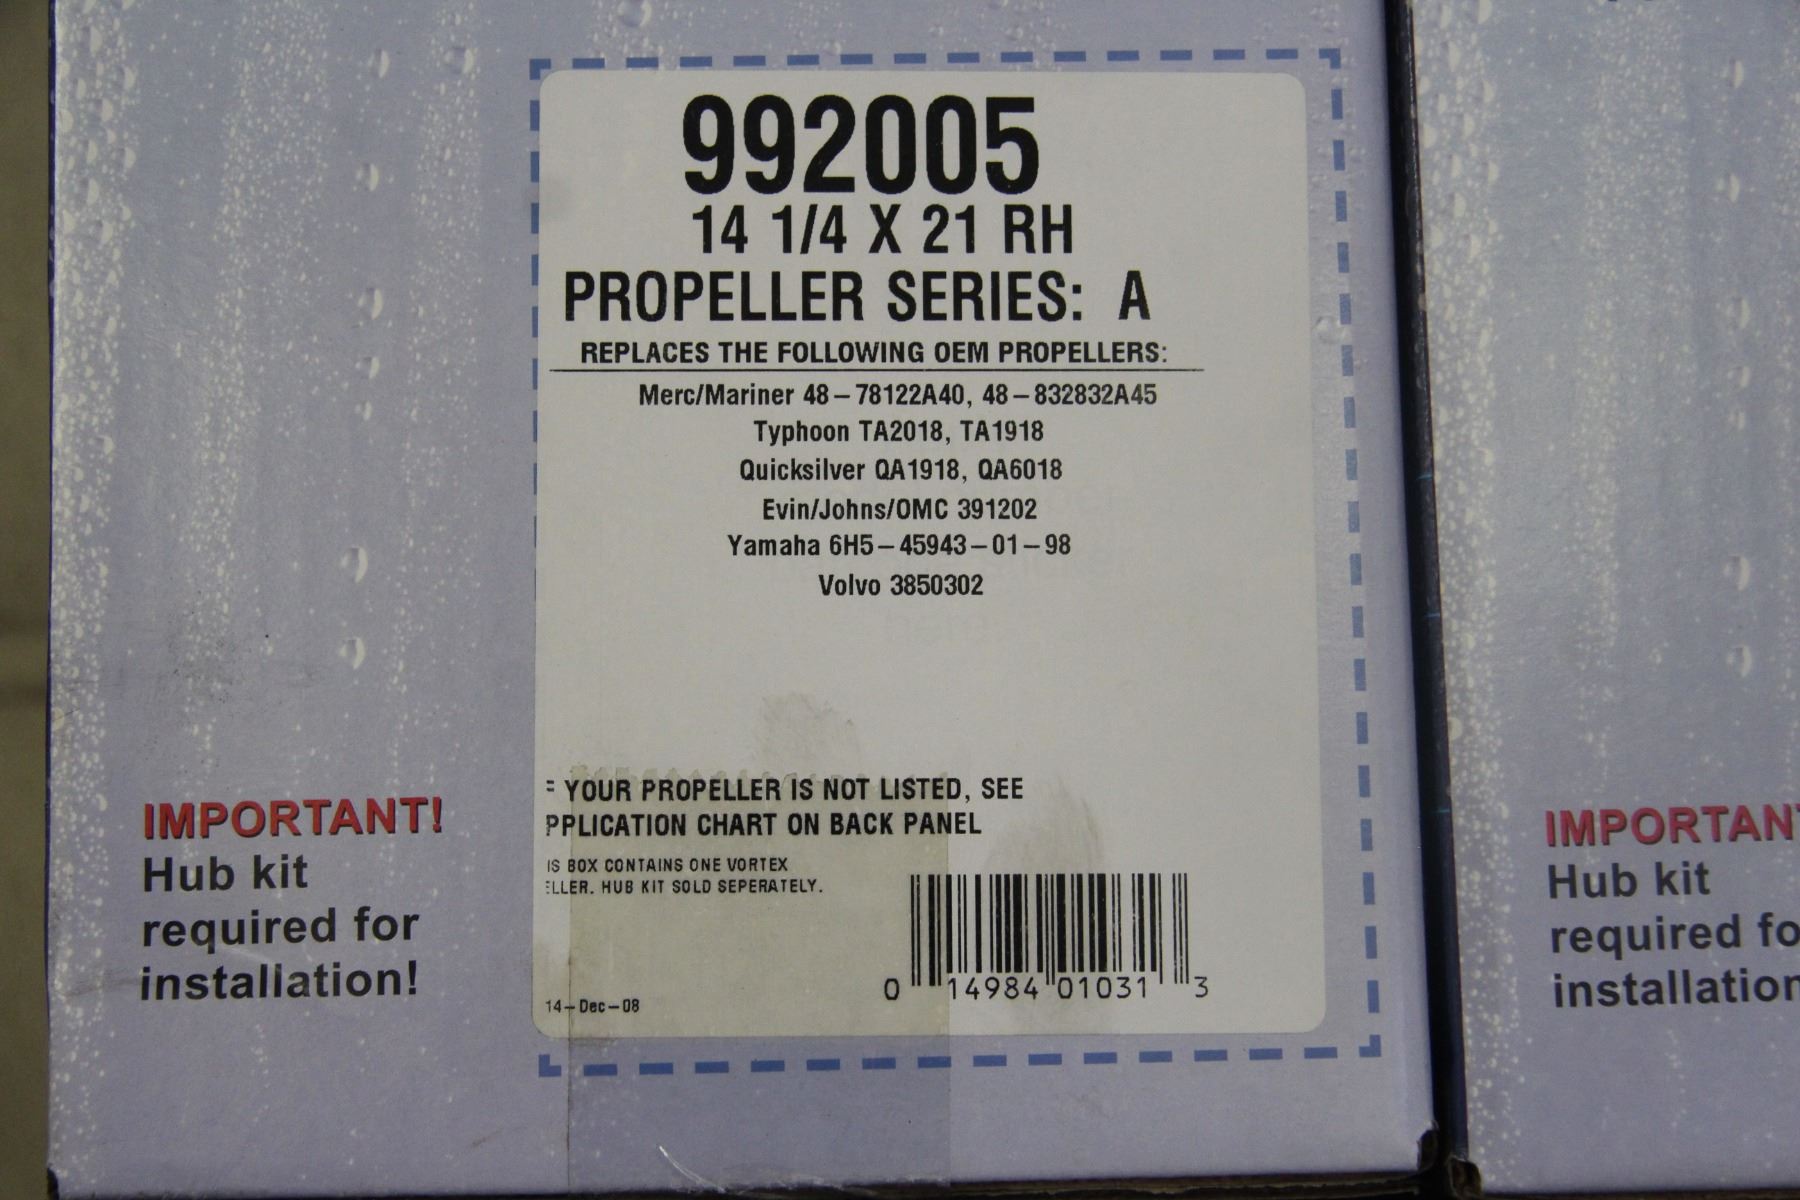 992005
14 1/4 X 21 RH
PROPELLER SERIES: A
REPLACES THE FOLLOWING OEM PROPELLERS:
Merc/Mariner 48-78122A40, 48-832832A45
Typhoon TA2018, TA1918
Quicksilver QA1918, QA6018
Evin/Johns/OMC 391202
Yamaha 6H5-45943-01-98
Volvo 3850302
YOUR PROPELLER IS NOT LISTED, SEE
PPLICATION CHART ON BACK PANEL
IS BOX CONTAINS ONE VORTEX
ELLER. HUB KIT SOLD SEPERATELY.
0 14984 01031 3
14-Dec-08
IMPORTANT!
Hub kit
required for
installation!
IMPORTAN
Hub kit
required fo
installation